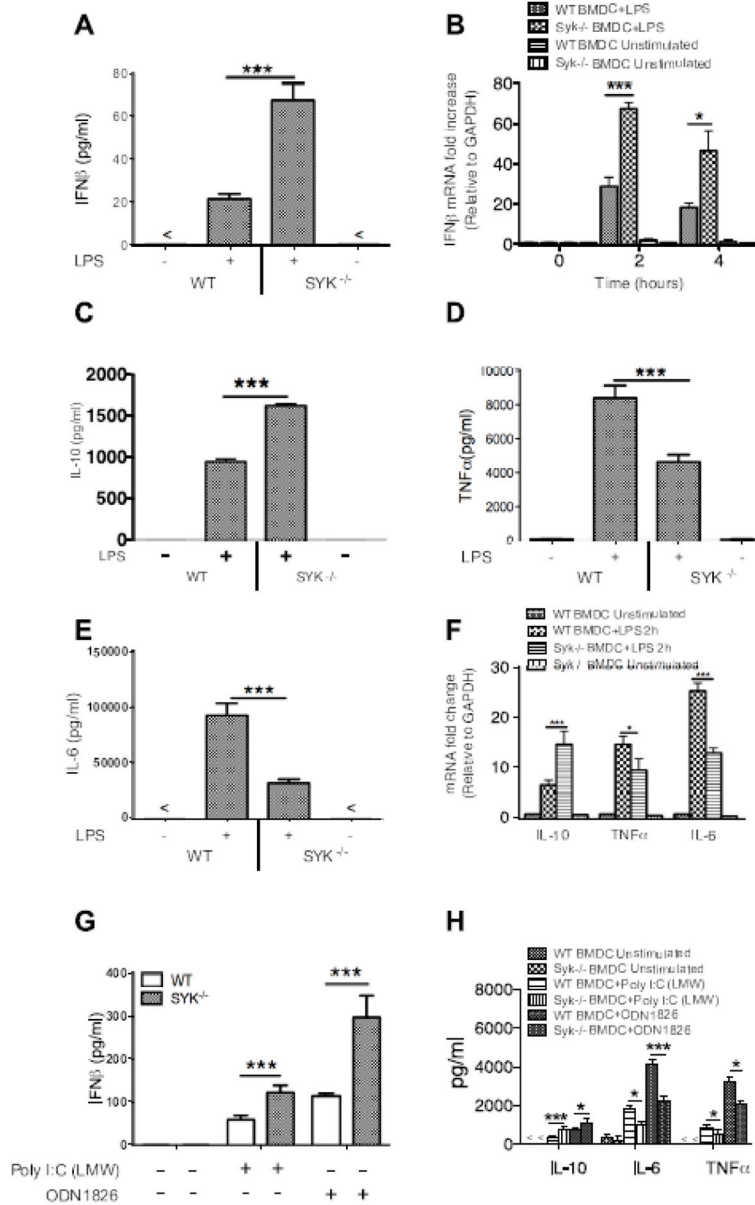 A
***
80
60
40
20
0
IFNβ (pg/ml)
<
<
LPS
-
+
+
-
WT
SYK -/-
B
WT BMDC+LPS
Syk-/- BMDC+LPS
WT BMDC Unstimulated
Syk-/- BMDC Unstimulated
80
60
40
20
0
IFNβ mRNA fold increase
(Relative to GAPDH)
***
*
0
2
4
Time (hours)
C
2000
1500
1000
500
0
IL-10 (pg/ml)
***
LPS
-
+
+
-
WT
SYK-/-
D
10000
8000
6000
4000
2000
0
TNFα(pg/ml)
***
LPS
-
+
+
-
WT
SYK -/-
E
150000
100000
50000
0
IL-6 (pg/ml)
***
<
<
LPS
-
+
+
-
WT
SYK -/-
F
WT BMDC Unstimulated
WT BMDC+LPS 2h
Syk-/- BMDC+LPS 2h
Syk-/- BMDC Unstimulated
30
20
10
0
mRNA fold change
(Relative to GAPDH)
***
*
***
IL-10
TNFα
IL-6
G
WT
SYK-/-
400
300
200
100
0
IFNβ (pg/ml)
***
***
Poly I:C (LMW)
- - + + - -
ODN1826
- - - - + +
H
WT BMDC Unstimulated
Syk-/- BMDC Unstimulated
WT BMDC+Poly I:C (LMW)
Syk-/- BMDC+Poly I:C (LMW)
WT BMDC+ODN1826
Syk-/- BMDC+ODN1826
8000
6000
4000
2000
0
pg/ml
< <
***
*
*
***
< <
*
*
IL-10
IL-6
TNFα